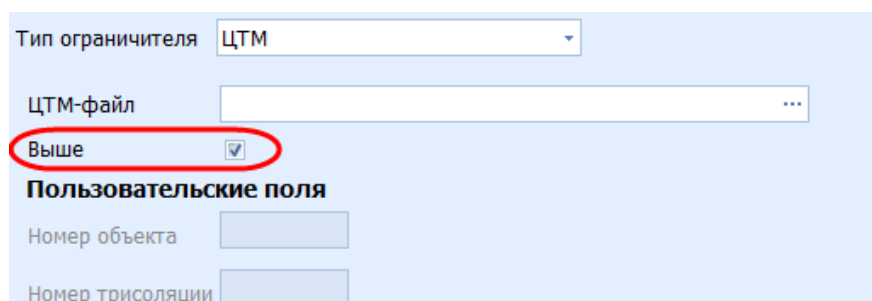 Тип ограничителя ЦТМ
ЦТМ-файл ...
Выше
Пользовательские поля
Номер объекта
Номер трисоляции